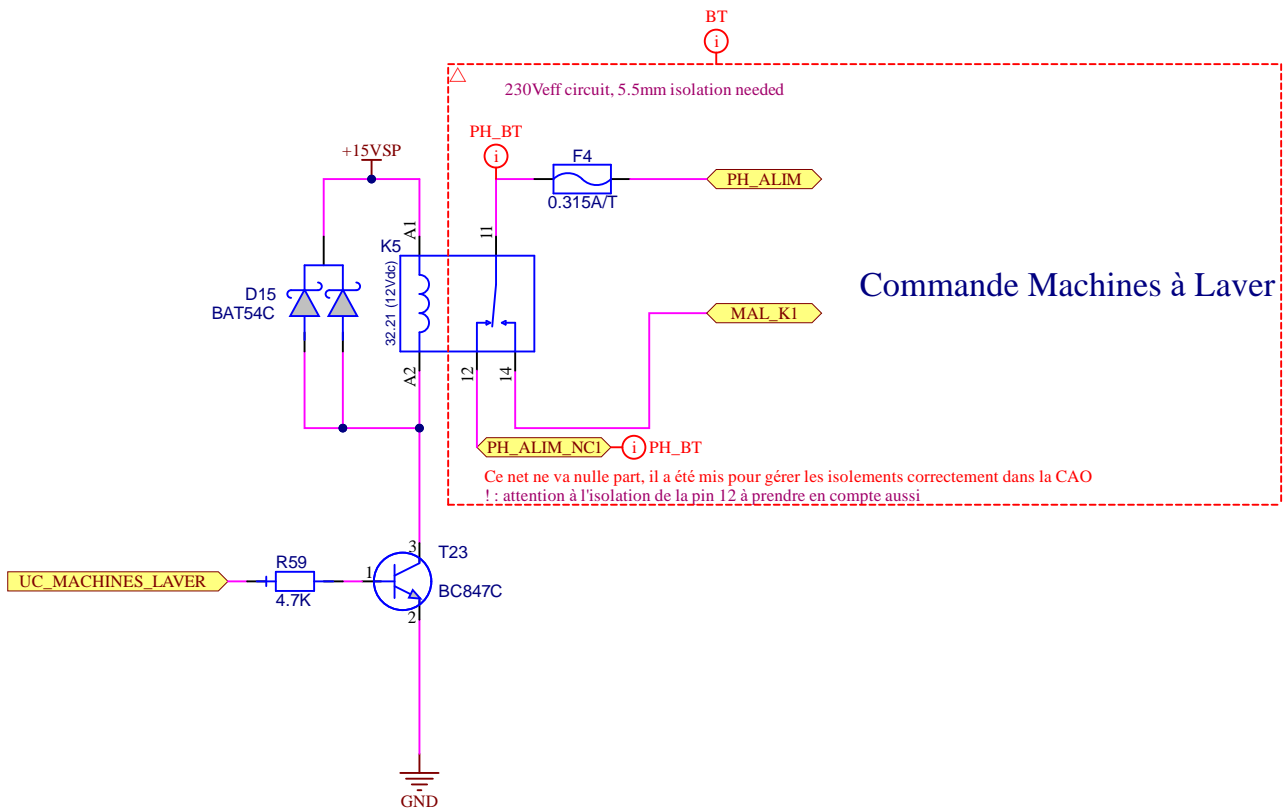 BT
i
230Veff circuit, 5.5mm isolation needed
PH_BT
i
+15VSP
F4
PH_ALIM
0.315A/T
A1
11
K5
32.21 (12Vdc)
Commande Machines à Laver
D15
BAT54C
MAL_K1
A2
12
14
PH_ALIM_NC1
i
PH_BT
Ce net ne va nulle part, il a été mis pour gérer les isolements correctement dans la CAO
! : attention à l'isolation de la pin 12 à prendre en compte aussi
3
T23
R59
1
UC_MACHINES_LAVER
4.7K
BC847C
2
GND